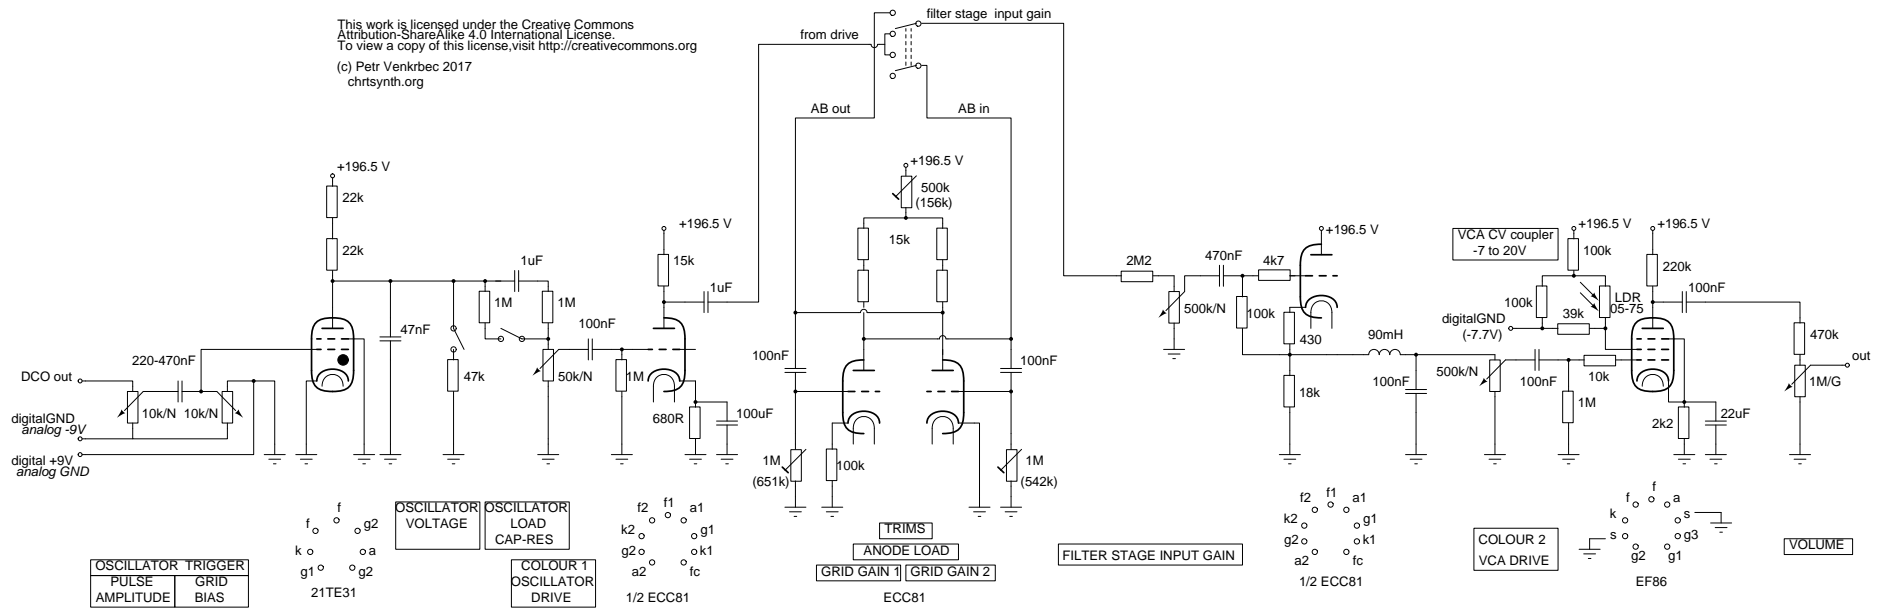 This work is licensed under the Creative Commons
Attribution-ShareAlike 4.0 International License.
To view a copy of this license,visit http://creativecommons.org
(c) Petr Venkrbec 2017
chrtsynth.org
filter stage input gain
from drive
AB out
AB in
+196.5 V
22k
22k
1uF
1M
1M
47nF
100nF
47k
50k/N
1M
220-470nF
DCO out
10k/N
10k/N
digitalGND
analog -9V
digital +9V
analog GND
+196.5 V
15k
1uF
680R
100uF
+196.5 V
500k
(156k)
15k
100nF
100nF
1M
(651k)
100k
1M
(542k)
2M2
470nF
4k7
500k/N
100k
+196.5 V
430
18k
90mH
100nF
VCA CV coupler
-7 to 20V
+196.5 V
100k
100k
LDR
05-75
39k
digitalGND
(-7.7V)
500k/N
100nF
10k
1M
+196.5 V
220k
100nF
2k2
22uF
470k
out
1M/G
OSCILLATOR TRIGGER
PULSE
AMPLITUDE
GRID
BIAS
f
f
g2
k
a
g1
g2
21TE31
OSCILLATOR
VOLTAGE
OSCILLATOR
LOAD
CAP-RES
COLOUR 1
OSCILLATOR
DRIVE
f2
f1
a1
k2
g1
g2
k1
a2
fc
1/2 ECC81
TRIMS
ANODE LOAD
GRID GAIN 1
GRID GAIN 2
ECC81
FILTER STAGE INPUT GAIN
f2
f1
a1
k2
g1
g2
k1
a2
fc
1/2 ECC81
COLOUR 2
VCA DRIVE
f
f
a
k
s
s
g3
g2
g1
EF86
VOLUME